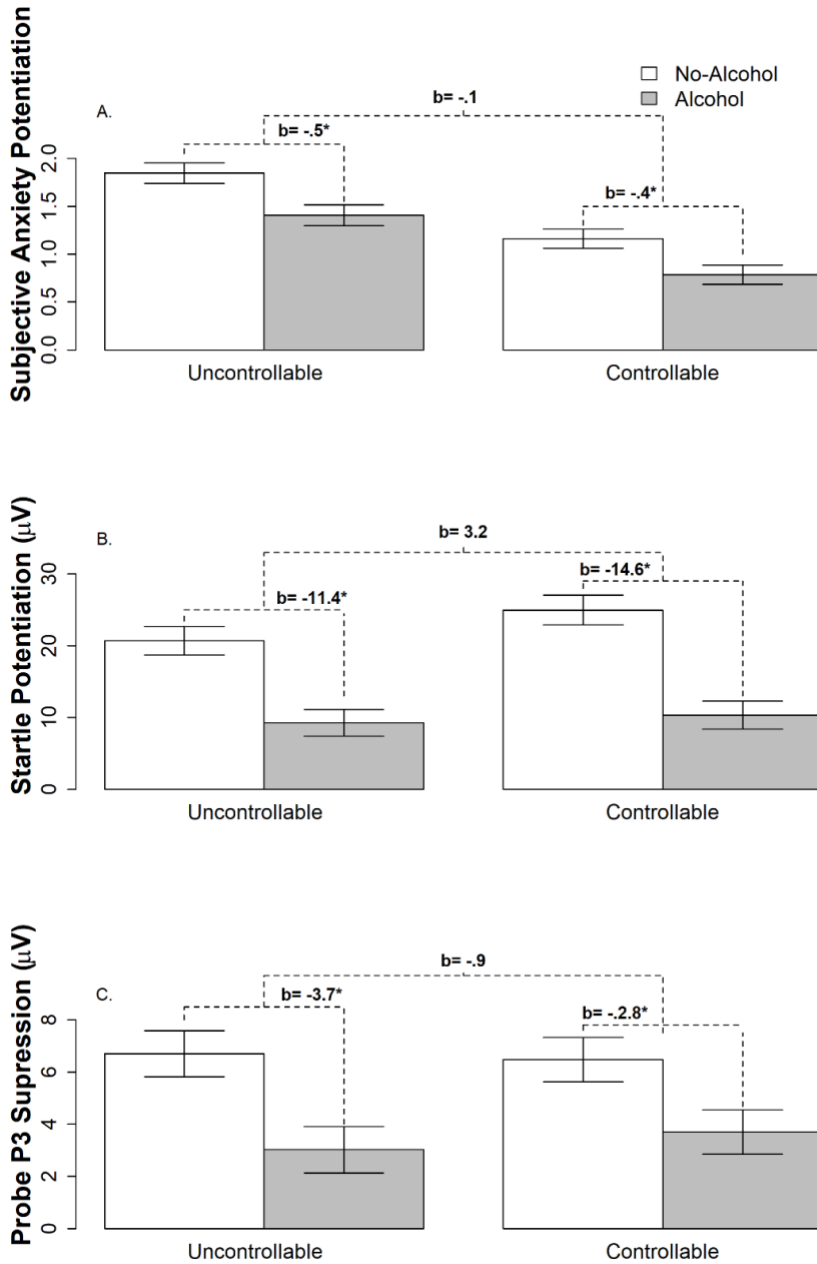 No-Alcohol
Alcohol
A.
b= -.1
b= -.5*
b= -.4*
Subjective Anxiety Potentiation
2.0
1.5
1.0
0.5
0.0
Uncontrollable
Controllable
B.
b= 3.2
b= -11.4*
b= -14.6*
Startle Potentiation (μV)
30
20
10
0
Uncontrollable
Controllable
C.
b= -.9
b= -3.7*
b= -.2.8*
Probe P3 Supression (μV)
8
6
4
2
0
Uncontrollable
Controllable